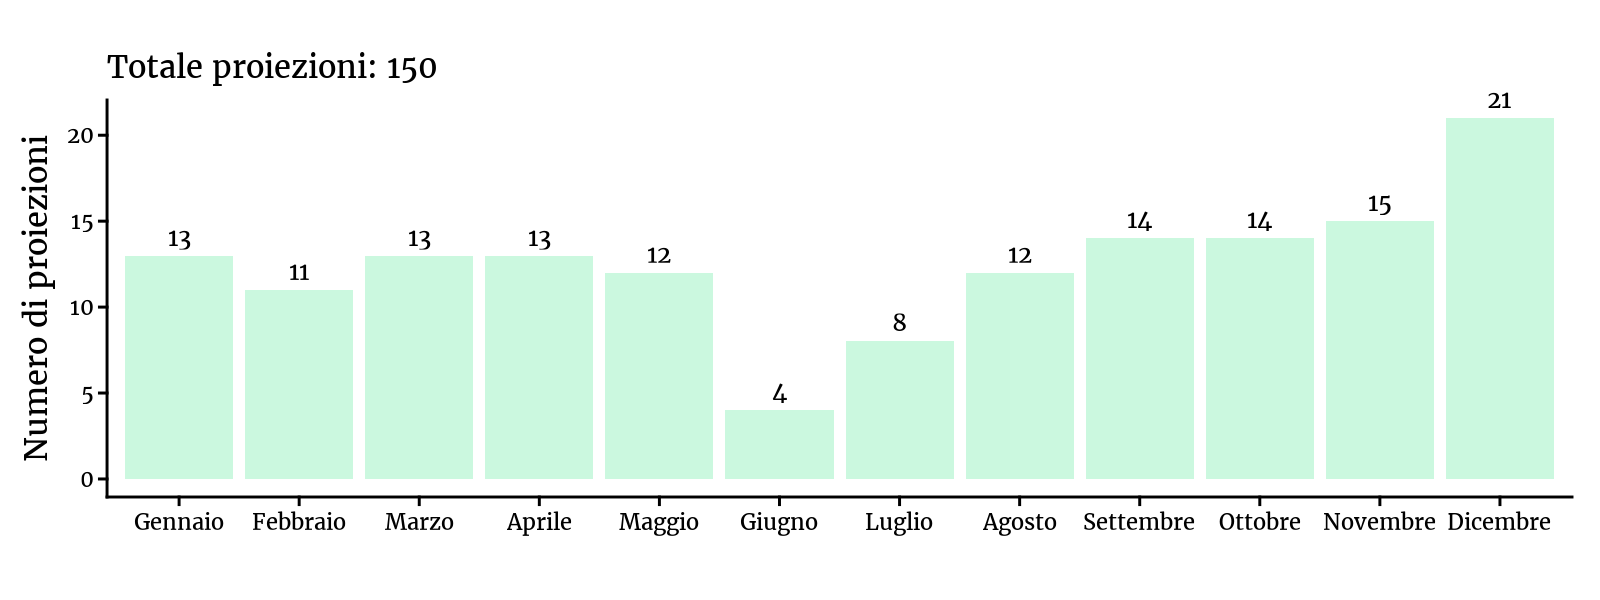 Totale proiezioni: 150
Numero di proiezioni
20
15
10
5
0
13
11
13
13
12
4
8
12
14
14
15
21
Gennaio
Febbraio
Marzo
Aprile
Maggio
Giugno
Luglio
Agosto
Settembre
Ottobre
Novembre
Dicembre